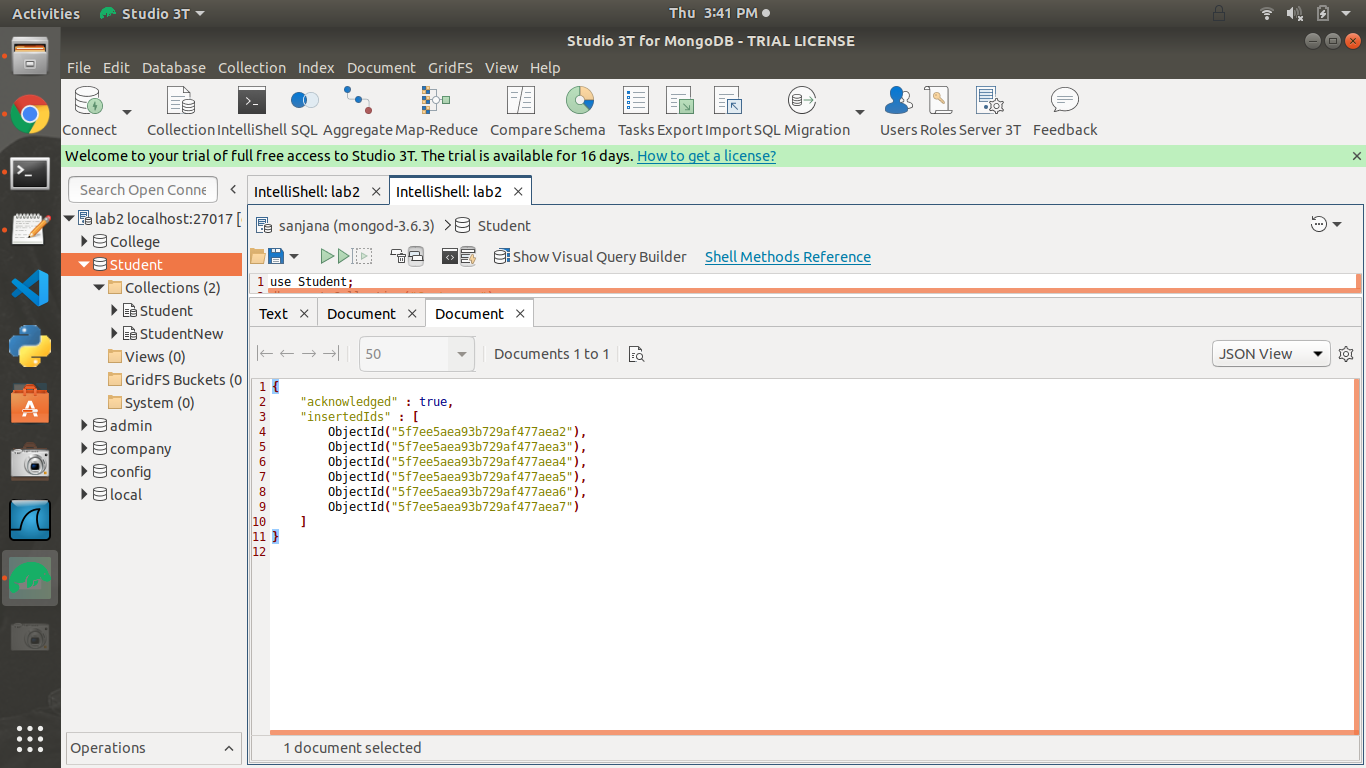 Activities Studio 3T Thu 3:41 PM
Studio 3T for MongoDB - TRIAL LICENSE
File Edit Database Collection Index Document GridFS View Help
Connect Collection IntelliShell SQL Aggregate Map-Reduce Compare Schema Tasks Export Import SQL Migration Users Roles Server 3T Feedback
Welcome to your trial of full free access to Studio 3T. The trial is available for 16 days. How to get a license?
Search Open Conne
IntelliShell: lab2 IntelliShell: lab2
lab2 localhost:27017 [
College
Student
Collections (2)
Student
StudentNew
Views (0)
GridFS Buckets (0
System (0)
admin
company
config
local
Operations
sanjana (mongod-3.6.3) Student
Show Visual Query Builder Shell Methods Reference
1 use Student;
Text Document Document
50 Documents 1 to 1 JSON View
1 {
2 "acknowledged" : true,
3 "insertedIds" : [
4 ObjectId("5f7ee5aea93b729af477aea2"),
5 ObjectId("5f7ee5aea93b729af477aea3"),
6 ObjectId("5f7ee5aea93b729af477aea4"),
7 ObjectId("5f7ee5aea93b729af477aea5"),
8 ObjectId("5f7ee5aea93b729af477aea6"),
9 ObjectId("5f7ee5aea93b729af477aea7")
10 ]
11 }
12
1 document selected